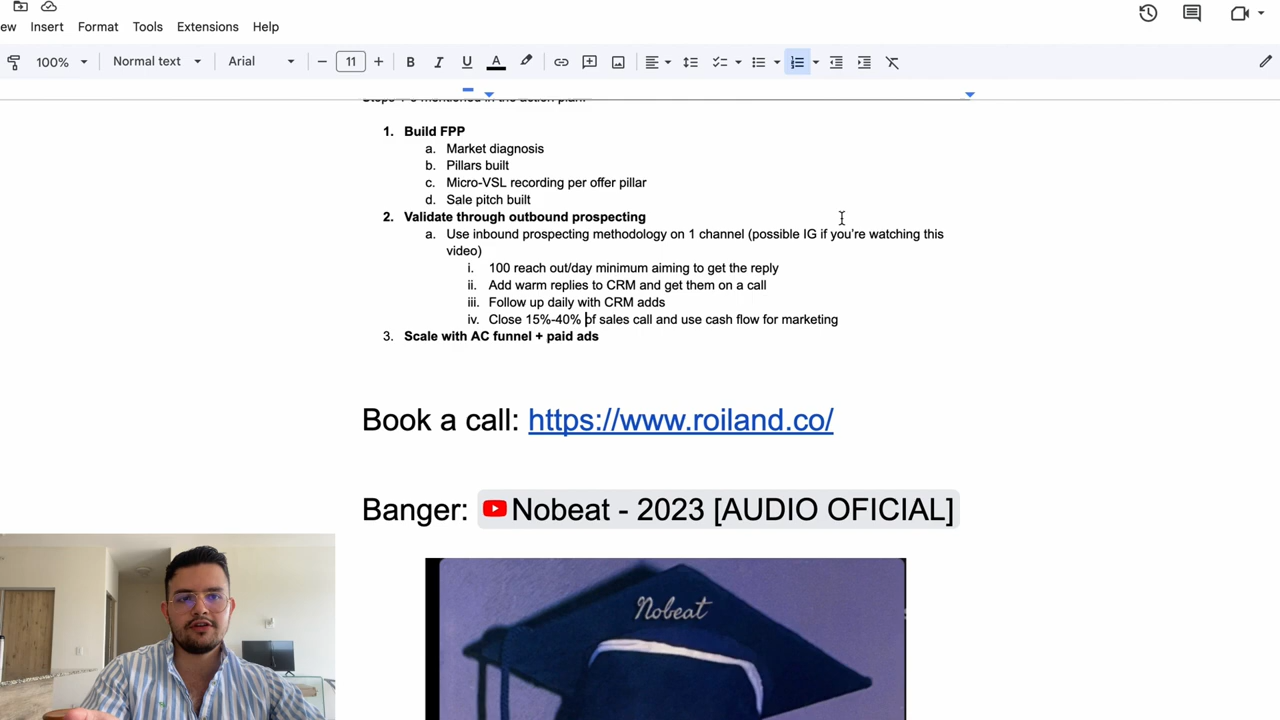 ew Insert Format Tools Extensions Help
100% Normal text Arial − 11 + B I U A
1. Build FPP
a. Market diagnosis
b. Pillars built
c. Micro-VSL recording per offer pillar
d. Sale pitch built
2. Validate through outbound prospecting
a. Use inbound prospecting methodology on 1 channel (possible IG if you're watching this
video)
i. 100 reach out/day minimum aiming to get the reply
ii. Add warm replies to CRM and get them on a call
iii. Follow up daily with CRM adds
iv. Close 15%-40% of sales call and use cash flow for marketing
3. Scale with AC funnel + paid ads
Book a call: https://www.roiland.co/
Banger: Nobeat - 2023 [AUDIO OFICIAL]
Nobeat